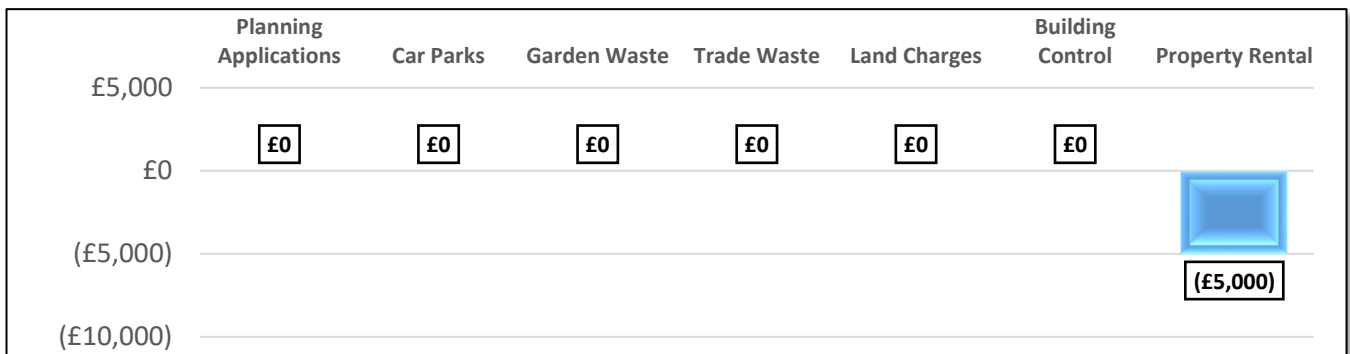 Planning
Applications
Car Parks
Garden Waste
Trade Waste
Land Charges
Building
Control
Property Rental
£5,000
£0
£0
£0
£0
£0
£0
£0
(£5,000)
(£5,000)
(£10,000)